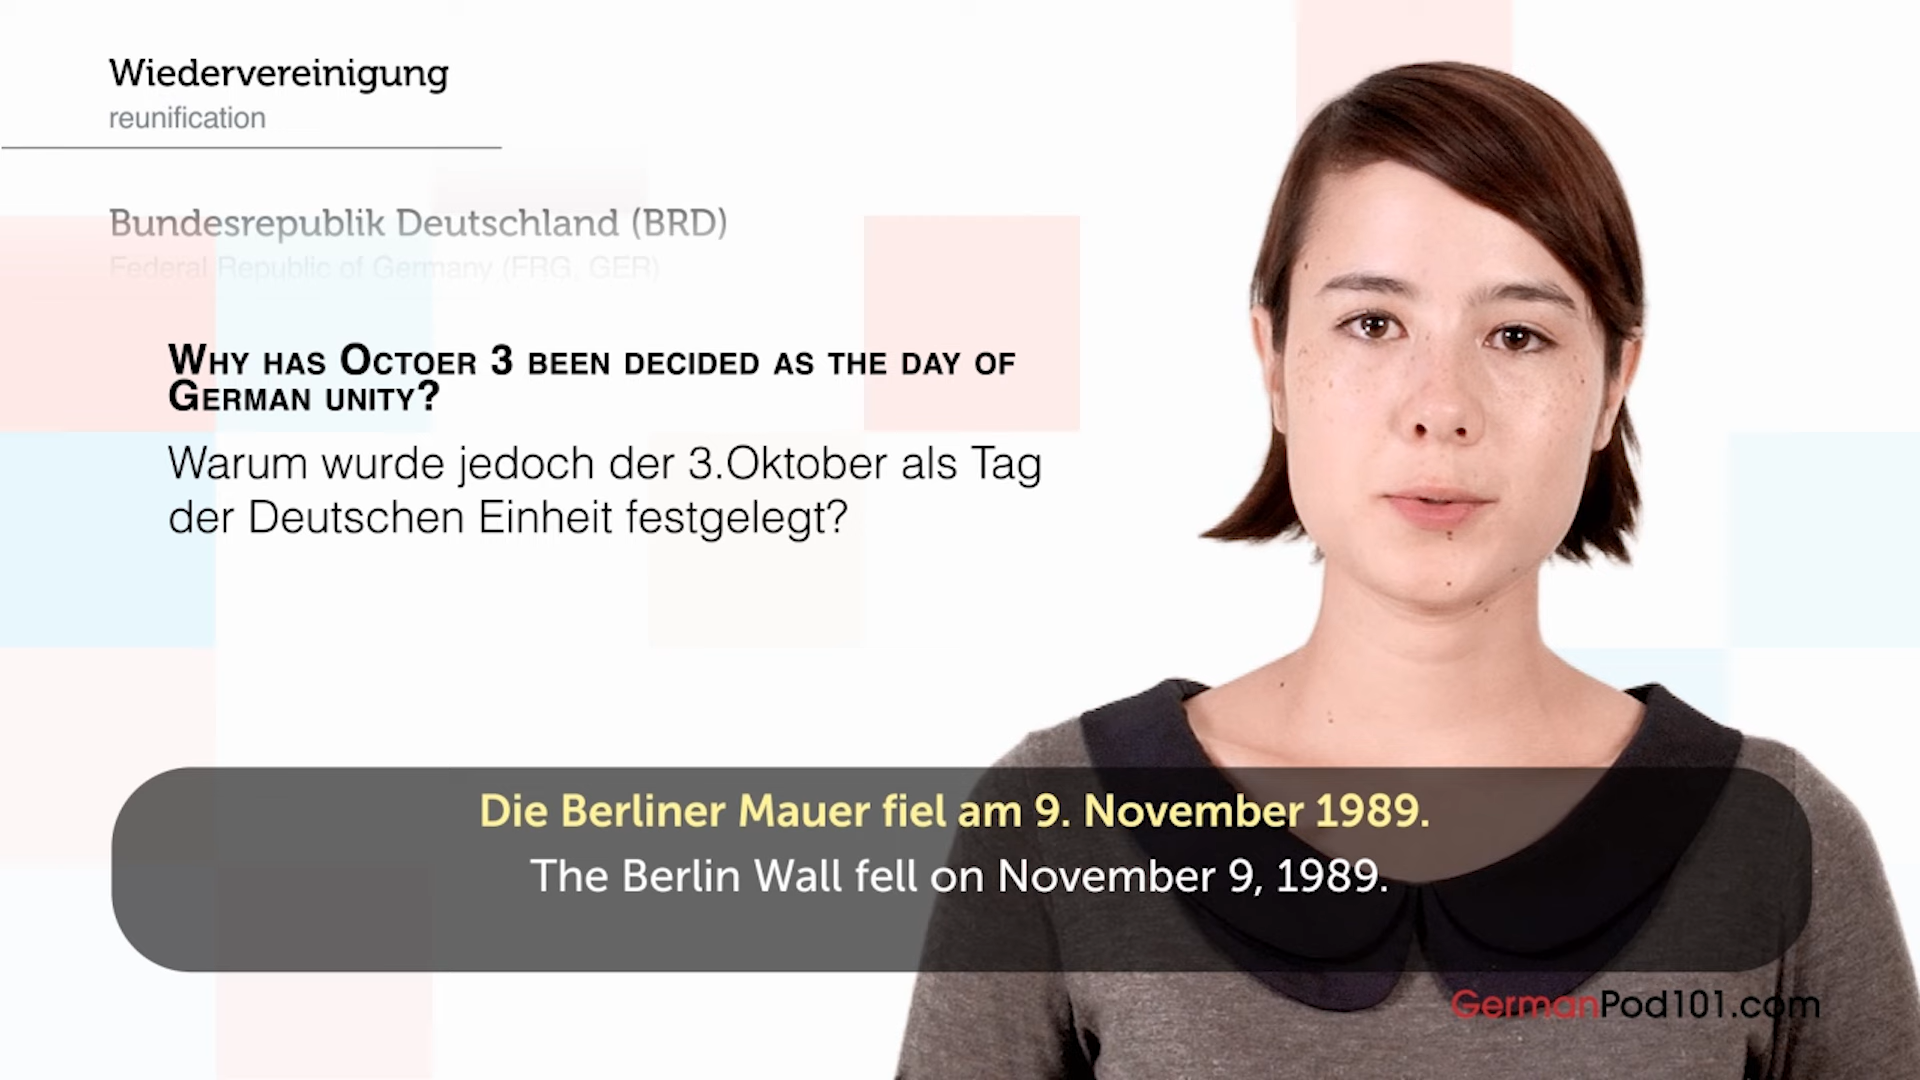 Wiedervereinigung
reunification
Bundesrepublik Deutschland (BRD)
Federal Republic of Germany (FRG, GER)
WHY HAS OCTOER 3 BEEN DECIDED AS THE DAY OF
GERMAN UNITY?
Warum wurde jedoch der 3.Oktober als Tag
der Deutschen Einheit festgelegt?
Die Berliner Mauer fiel am 9. November 1989.
The Berlin Wall fell on November 9, 1989.
GermanPod101.com